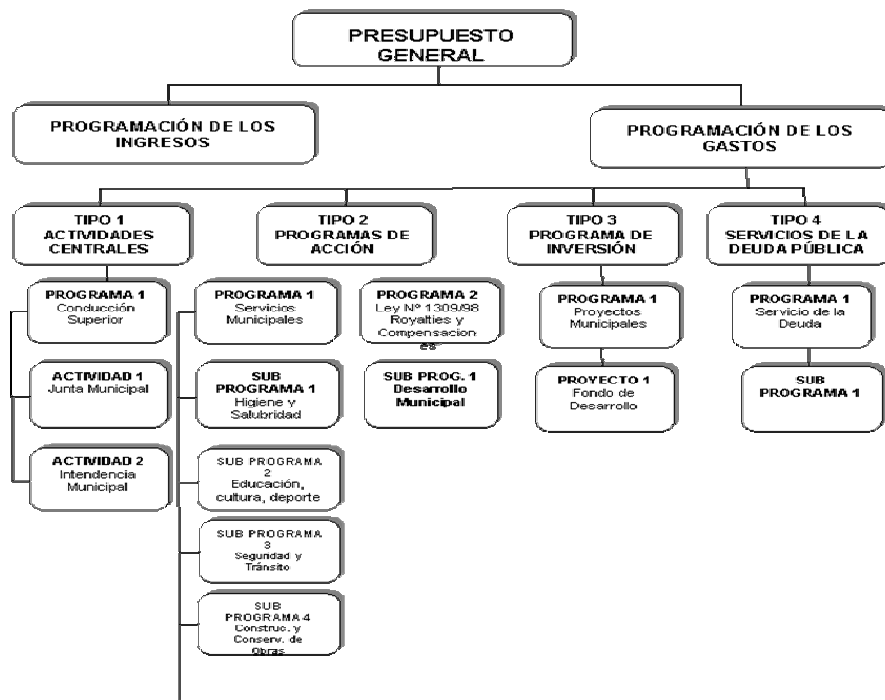 PRESUPUESTO
GENERAL
PROGRAMACIÓN DE LOS
INGRESOS
PROGRAMACIÓN DE LOS
GASTOS
TIPO 1
ACTIVIDADES
CENTRALES
TIPO 2
PROGRAMAS DE
ACCIÓN
TIPO 3
PROGRAMA DE
INVERSIÓN
TIPO 4
SERVICIOS DE LA
DEUDA PÚBLICA
PROGRAMA 1
Conducción
Superior
PROGRAMA 1
Servicios
Municipales
PROGRAMA 2
Ley Nº 1309/98
Royalties y
Compensacion
es
PROGRAMA 1
Proyectos
Municipales
PROGRAMA 1
Servicio de la
Deuda
ACTIVIDAD 1
Junta Municipal
SUB
PROGRAMA 1
Higiene y
Salubridad
SUB PROG. 1
Desarrollo
Municipal
PROYECTO 1
Fondo de
Desarrollo
SUB
PROGRAMA 1
ACTIVIDAD 2
Intendencia
Municipal
SUB PROGRAMA
2
Educación,
cultura, deporte
SUB PROGRAMA
3
Seguridad y
Tránsito
SUB
PROGRAMA 4
Construc. y
Conserv. de
Obras